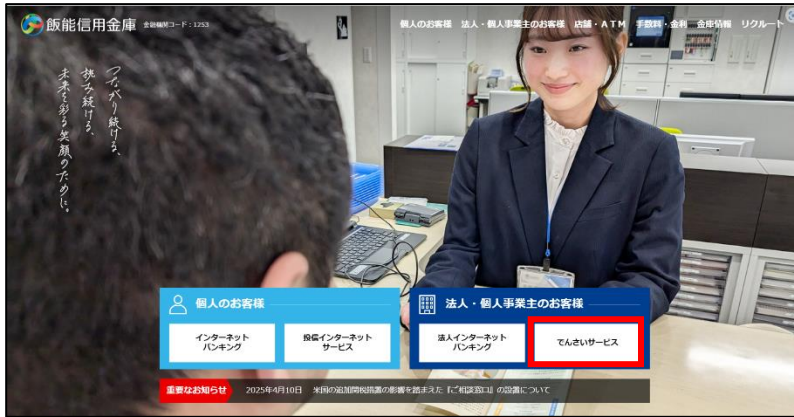 飯能信用金庫 金融機関コード：1253
個人のお客様 法人・個人事業主のお客様 店舗・ATM 手数料・金利 金庫情報 リクルート
つながり続ける、
挑み続ける、
未来を彩る笑顔のために。
個人のお客様
インターネット
バンキング
投信インターネット
サービス
法人・個人事業主のお客様
法人インターネット
バンキング
でんさいサービス
重要なお知らせ 2025年4月10日 米国の追加関税措置の影響を踏まえた『ご相談窓口』の設置について